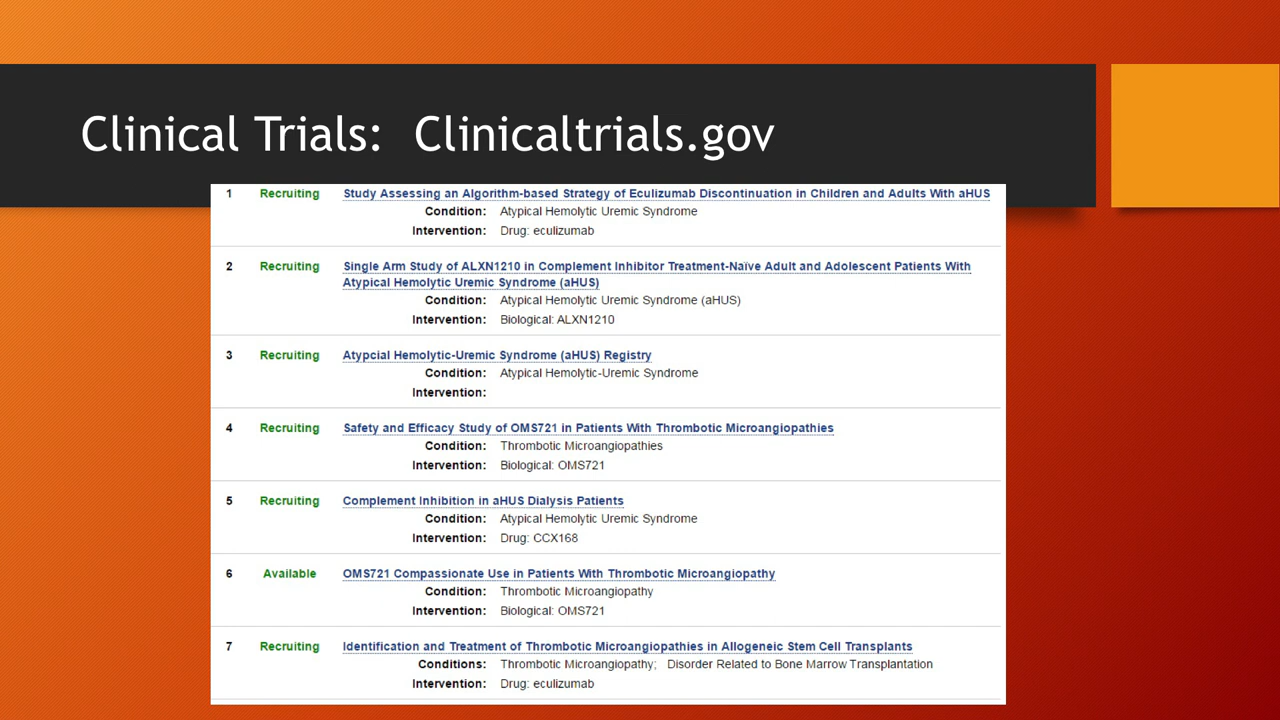 Clinical Trials:  Clinicaltrials.gov
1 Recruiting Study Assessing an Algorithm-based Strategy of Eculizumab Discontinuation in Children and Adults With aHUS
Condition: Atypical Hemolytic Uremic Syndrome
Intervention: Drug: eculizumab
2 Recruiting Single Arm Study of ALXN1210 in Complement Inhibitor Treatment-Naïve Adult and Adolescent Patients With
Atypical Hemolytic Uremic Syndrome (aHUS)
Condition: Atypical Hemolytic Uremic Syndrome (aHUS)
Intervention: Biological: ALXN1210
3 Recruiting Atypcial Hemolytic-Uremic Syndrome (aHUS) Registry
Condition: Atypical Hemolytic-Uremic Syndrome
Intervention:
4 Recruiting Safety and Efficacy Study of OMS721 in Patients With Thrombotic Microangiopathies
Condition: Thrombotic Microangiopathies
Intervention: Biological: OMS721
5 Recruiting Complement Inhibition in aHUS Dialysis Patients
Condition: Atypical Hemolytic Uremic Syndrome
Intervention: Drug: CCX168
6 Available OMS721 Compassionate Use in Patients With Thrombotic Microangiopathy
Condition: Thrombotic Microangiopathy
Intervention: Biological: OMS721
7 Recruiting Identification and Treatment of Thrombotic Microangiopathies in Allogeneic Stem Cell Transplants
Conditions: Thrombotic Microangiopathy; Disorder Related to Bone Marrow Transplantation
Intervention: Drug: eculizumab